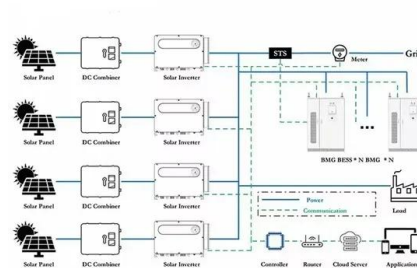 STS
Meter
Gri
Solar Panel DC Combiner Solar Inverter
Solar Panel DC Combiner Solar Inverter
BMG BESS * N BMG * N
Solar Panel DC Combiner Solar Inverter
Power
Communication
Load
Solar Panel DC Combiner Solar Inverter
Controller Router Cloud Server Application